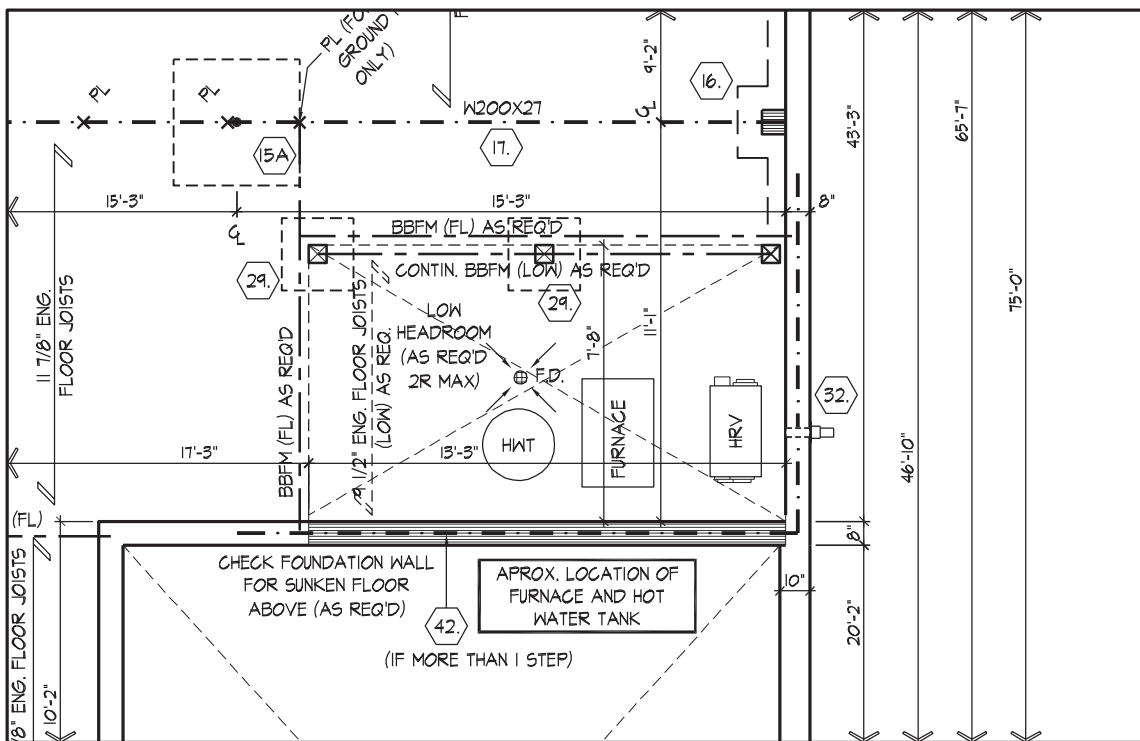 PL (FO
GROUND
ONLY)
9'-2"
16.
PL
PL
W200X27
CL
43'-3"
65'-7"
15A
17.
15'-3"
15'-3"
8"
CL
BBFM (FL) AS REQ'D
29.
CONTIN. BBFM (LOW) AS REQ'D
29.
11 7/8" ENG.
FLOOR JOISTS
75'-0"
LOW
HEADROOM
(AS REQ'D
2R MAX)
7'-8"
11'-1"
BBFM (FL) AS REQ'D
9 1/2" ENG. FLOOR JOISTS
(LOW) AS REQ.
F.D.
32.
HWT
FURNACE
HRV
17'-3"
13'-3"
46'-10"
(FL)
8"
CHECK FOUNDATION WALL
FOR SUNKEN FLOOR
ABOVE (AS REQ'D)
APROX. LOCATION OF
FURNACE AND HOT
WATER TANK
10"
42.
(IF MORE THAN 1 STEP)
20'-2"
/8" ENG. FLOOR JOISTS
10'-2"